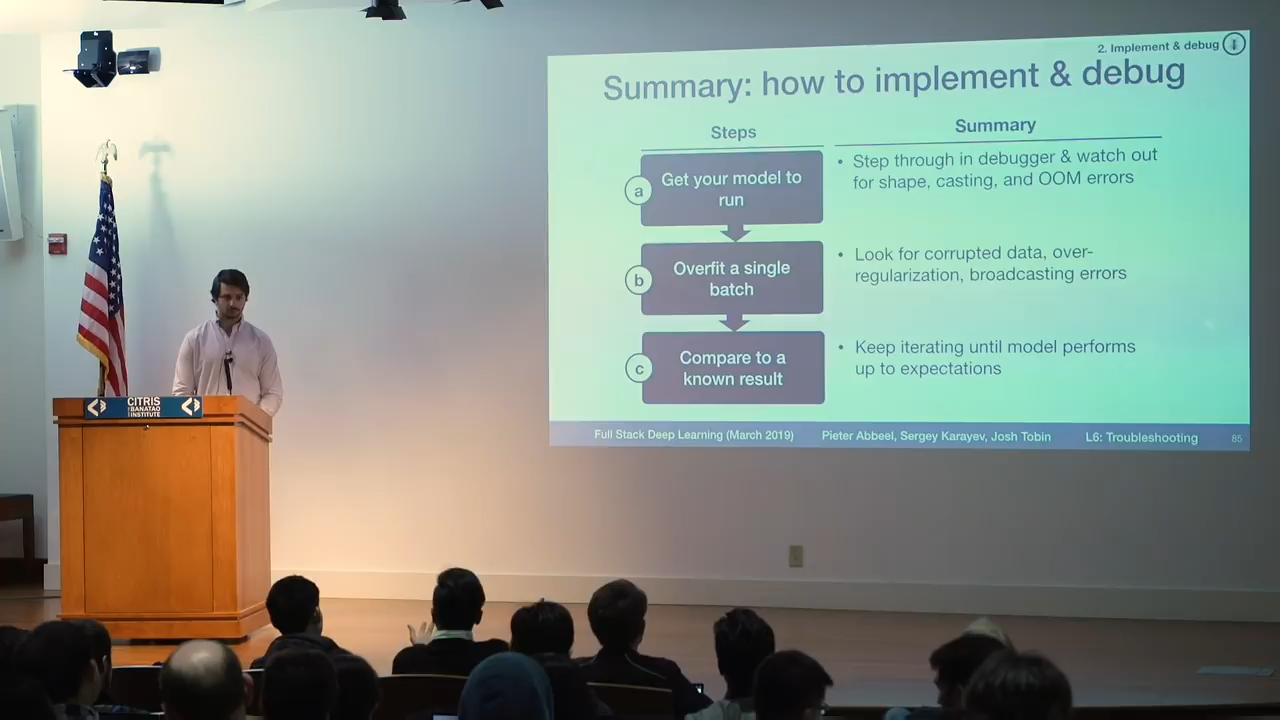 2. Implement & debug
Summary: how to implement & debug
Steps
Summary
a
Get your model to
run
• Step through in debugger & watch out
for shape, casting, and OOM errors
b
Overfit a single
batch
• Look for corrupted data, over-
regularization, broadcasting errors
c
Compare to a
known result
• Keep iterating until model performs
up to expectations
Full Stack Deep Learning (March 2019)
Pieter Abbeel, Sergey Karayev, Josh Tobin
L6: Troubleshooting
85
CITRIS
BANATAO
INSTITUTE